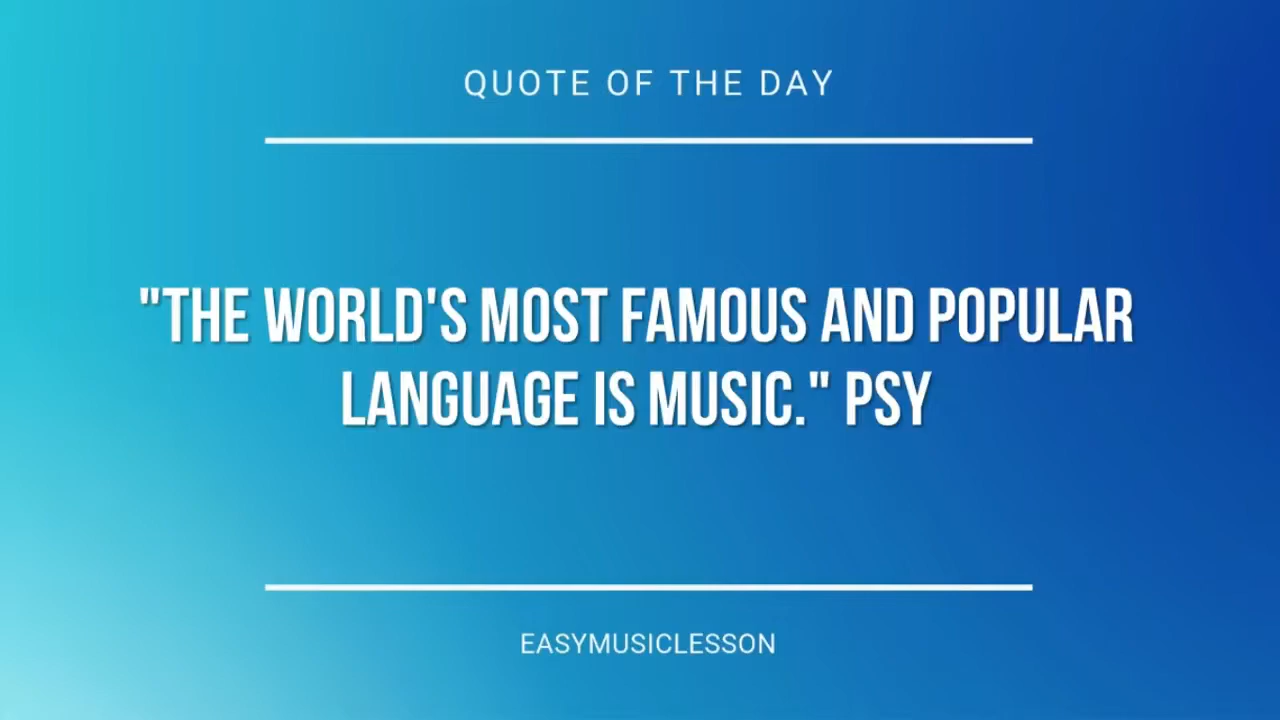 QUOTE OF THE DAY
"THE WORLD'S MOST FAMOUS AND POPULAR
LANGUAGE IS MUSIC." PSY
EASYMUSICLESSON